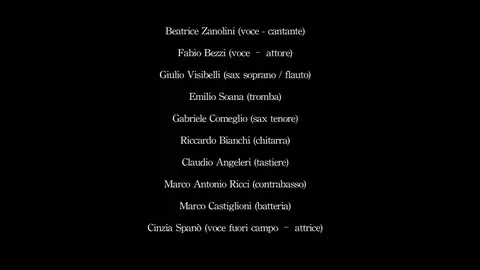 Beatrice Zanolini (voce - cantante)
Fabio Bezzi (voce – attore)
Giulio Visibelli (sax soprano / flauto)
Emilio Soana (tromba)
Gabriele Comeglio (sax tenore)
Riccardo Bianchi (chitarra)
Claudio Angeleri (tastiere)
Marco Antonio Ricci (contrabasso)
Marco Castiglioni (batteria)
Cinzia Spanò (voce fuori campo – attrice)